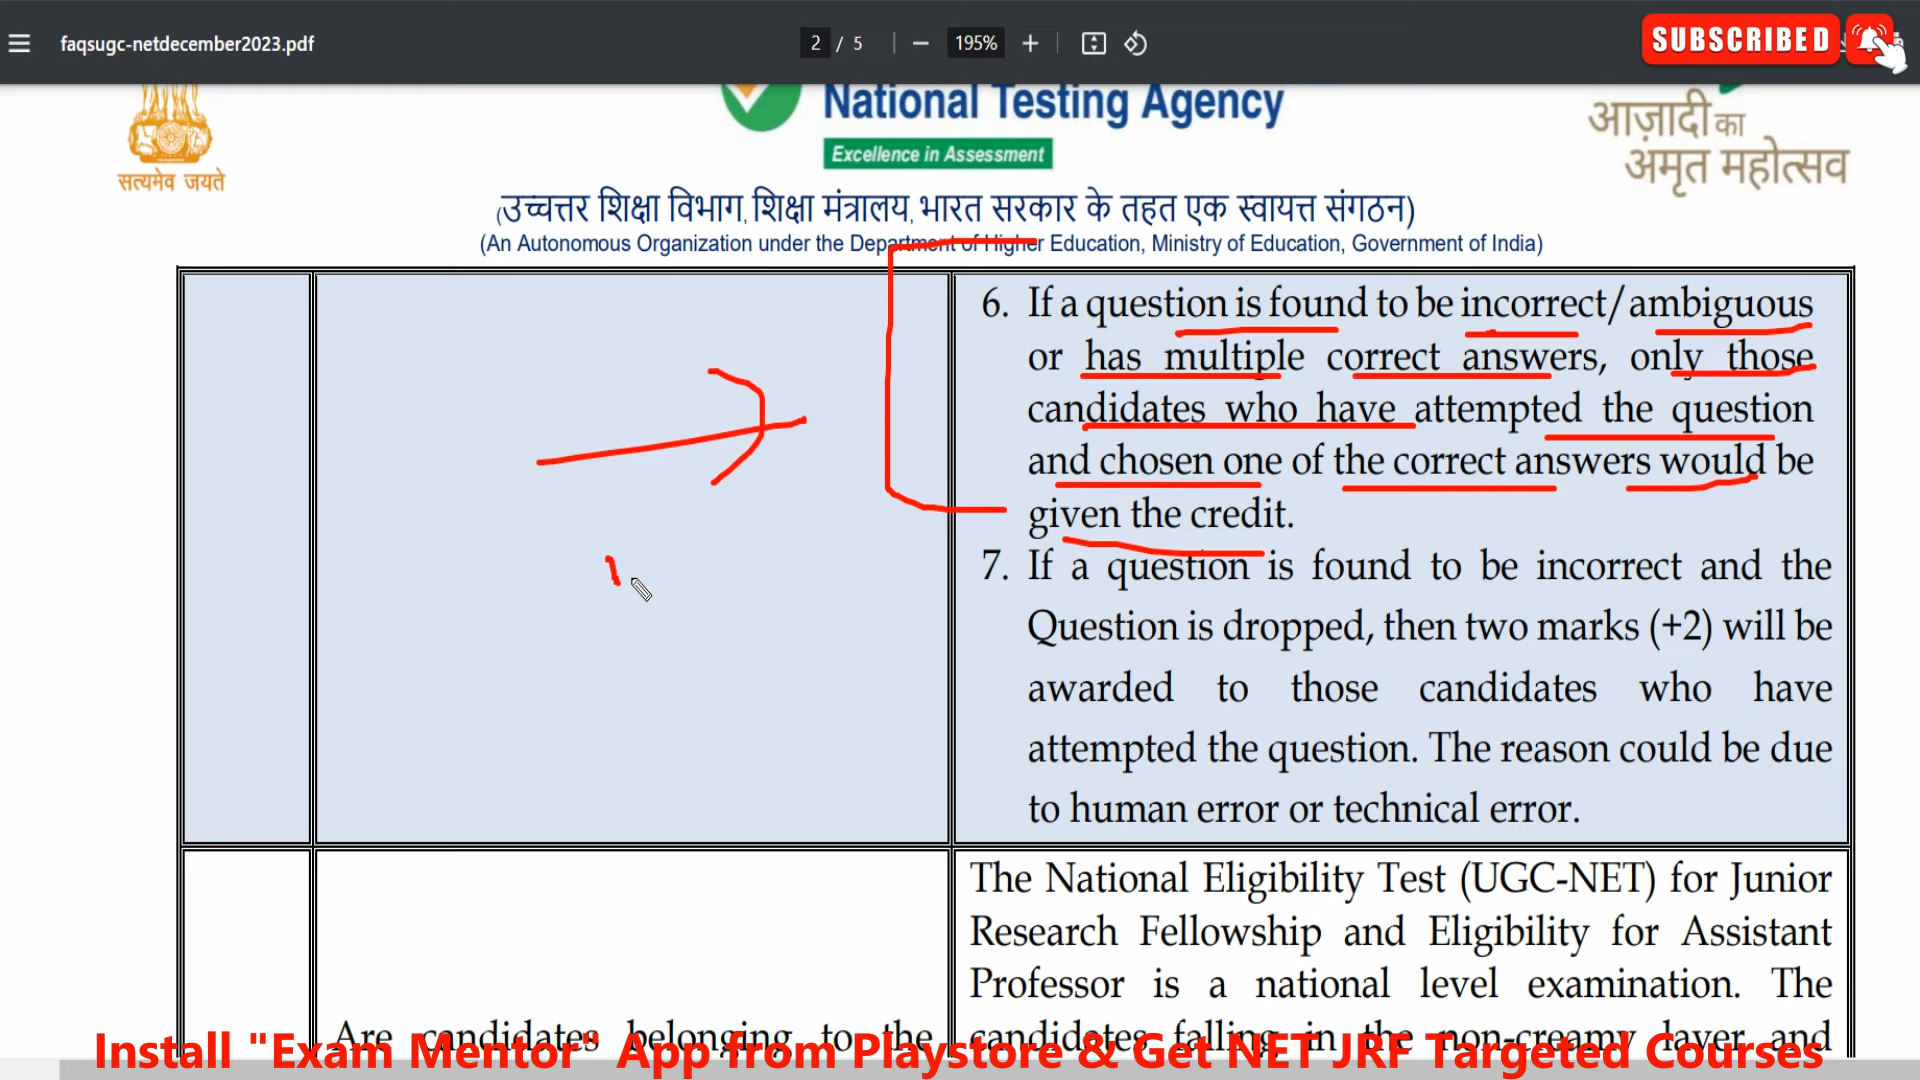 faqsugc-netdecember2023.pdf
2 / 5
195%
SUBSCRIBED
National Testing Agency
Excellence in Assessment
सत्यमेव जयते
आज़ादी का
अमृत महोत्सव
(उच्चत्तर शिक्षा विभाग, शिक्षा मंत्रालय, भारत सरकार के तहत एक स्वायत्त संगठन)
(An Autonomous Organization under the Department of Higher Education, Ministry of Education, Government of India)
6. If a question is found to be incorrect/ambiguous
or has multiple correct answers, only those
candidates who have attempted the question
and chosen one of the correct answers would be
given the credit.
7. If a question is found to be incorrect and the
Question is dropped, then two marks (+2) will be
awarded to those candidates who have
attempted the question. The reason could be due
to human error or technical error.
The National Eligibility Test (UGC-NET) for Junior
Research Fellowship and Eligibility for Assistant
Professor is a national level examination. The
Are candidates belonging to the
candidates falling in the non-creamy layer and
Install "Exam Mentor" App from Playstore & Get NET JRF Targeted Courses